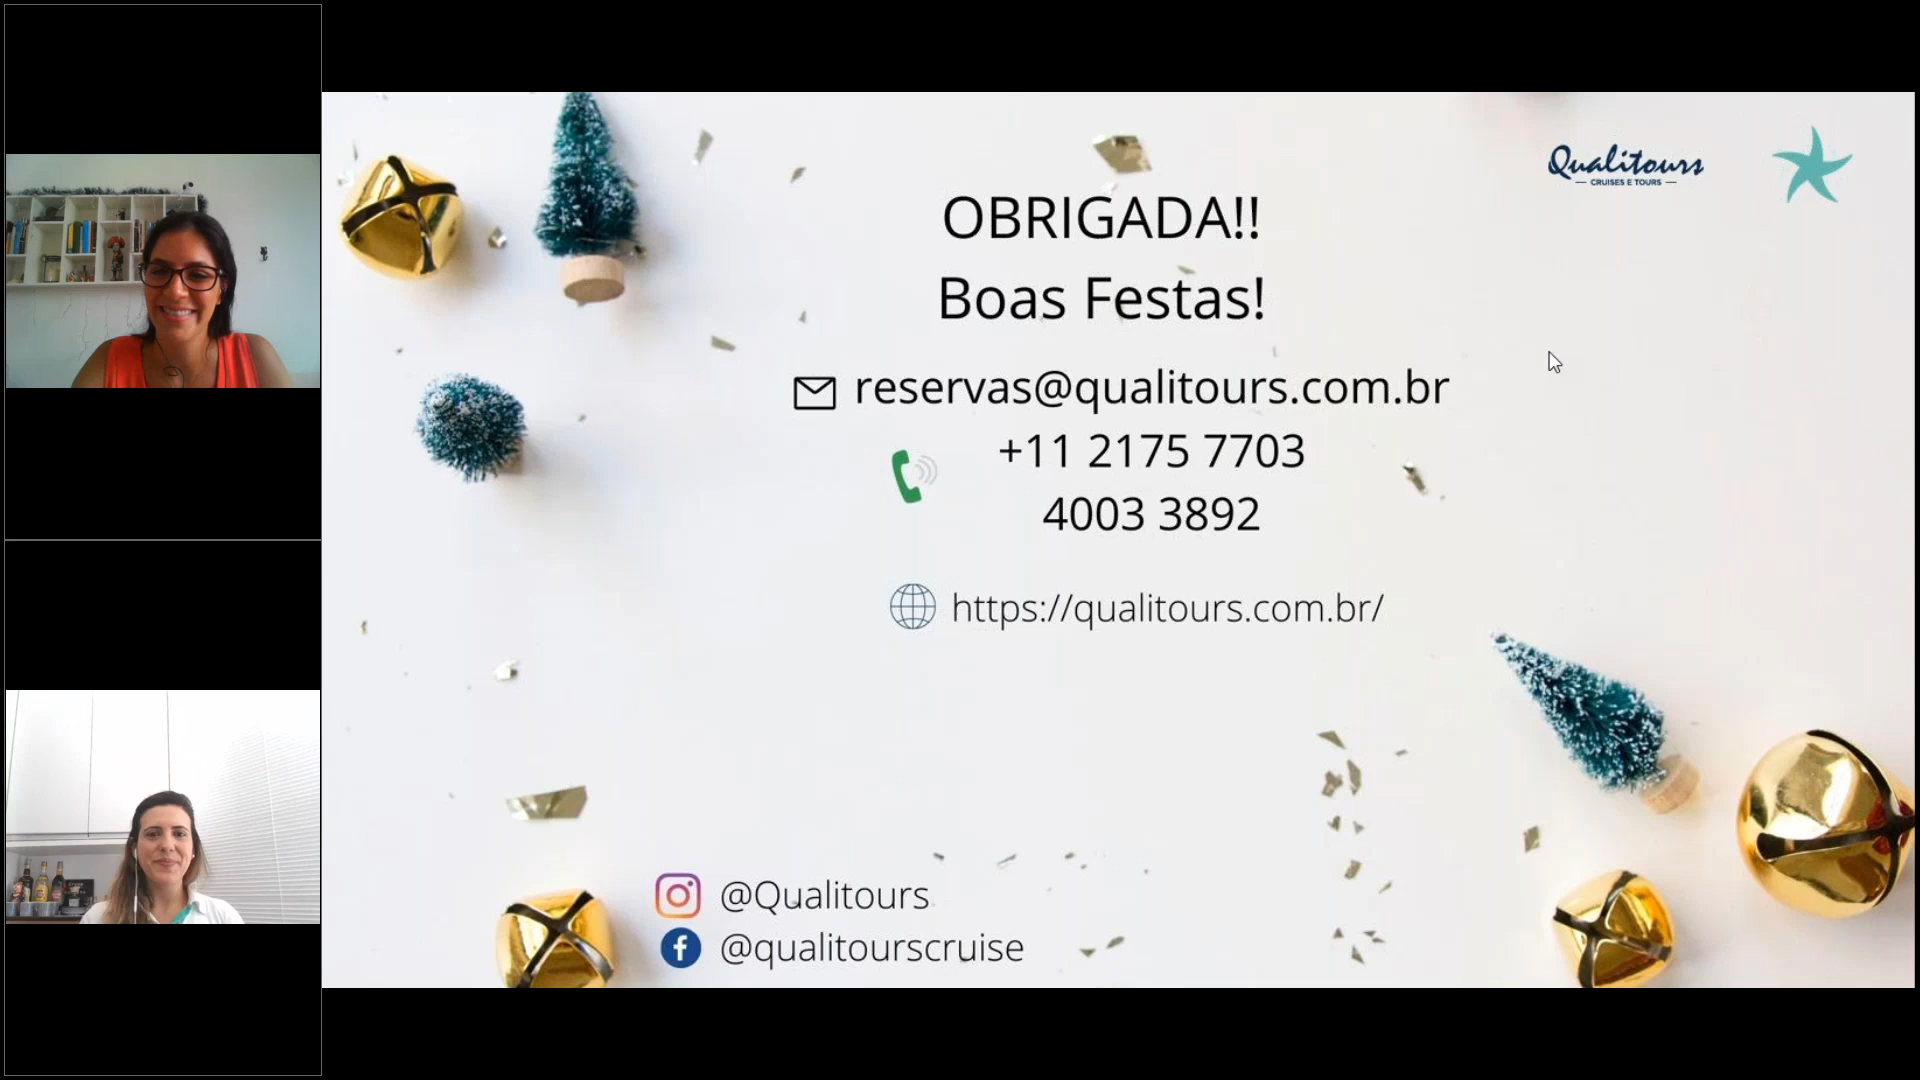 Qualitours
CRUISES E TOURS
OBRIGADA!!
Boas Festas!
reservas@qualitours.com.br
+11 2175 7703
4003 3892
https://qualitours.com.br/
@Qualitours
@qualitourscruise